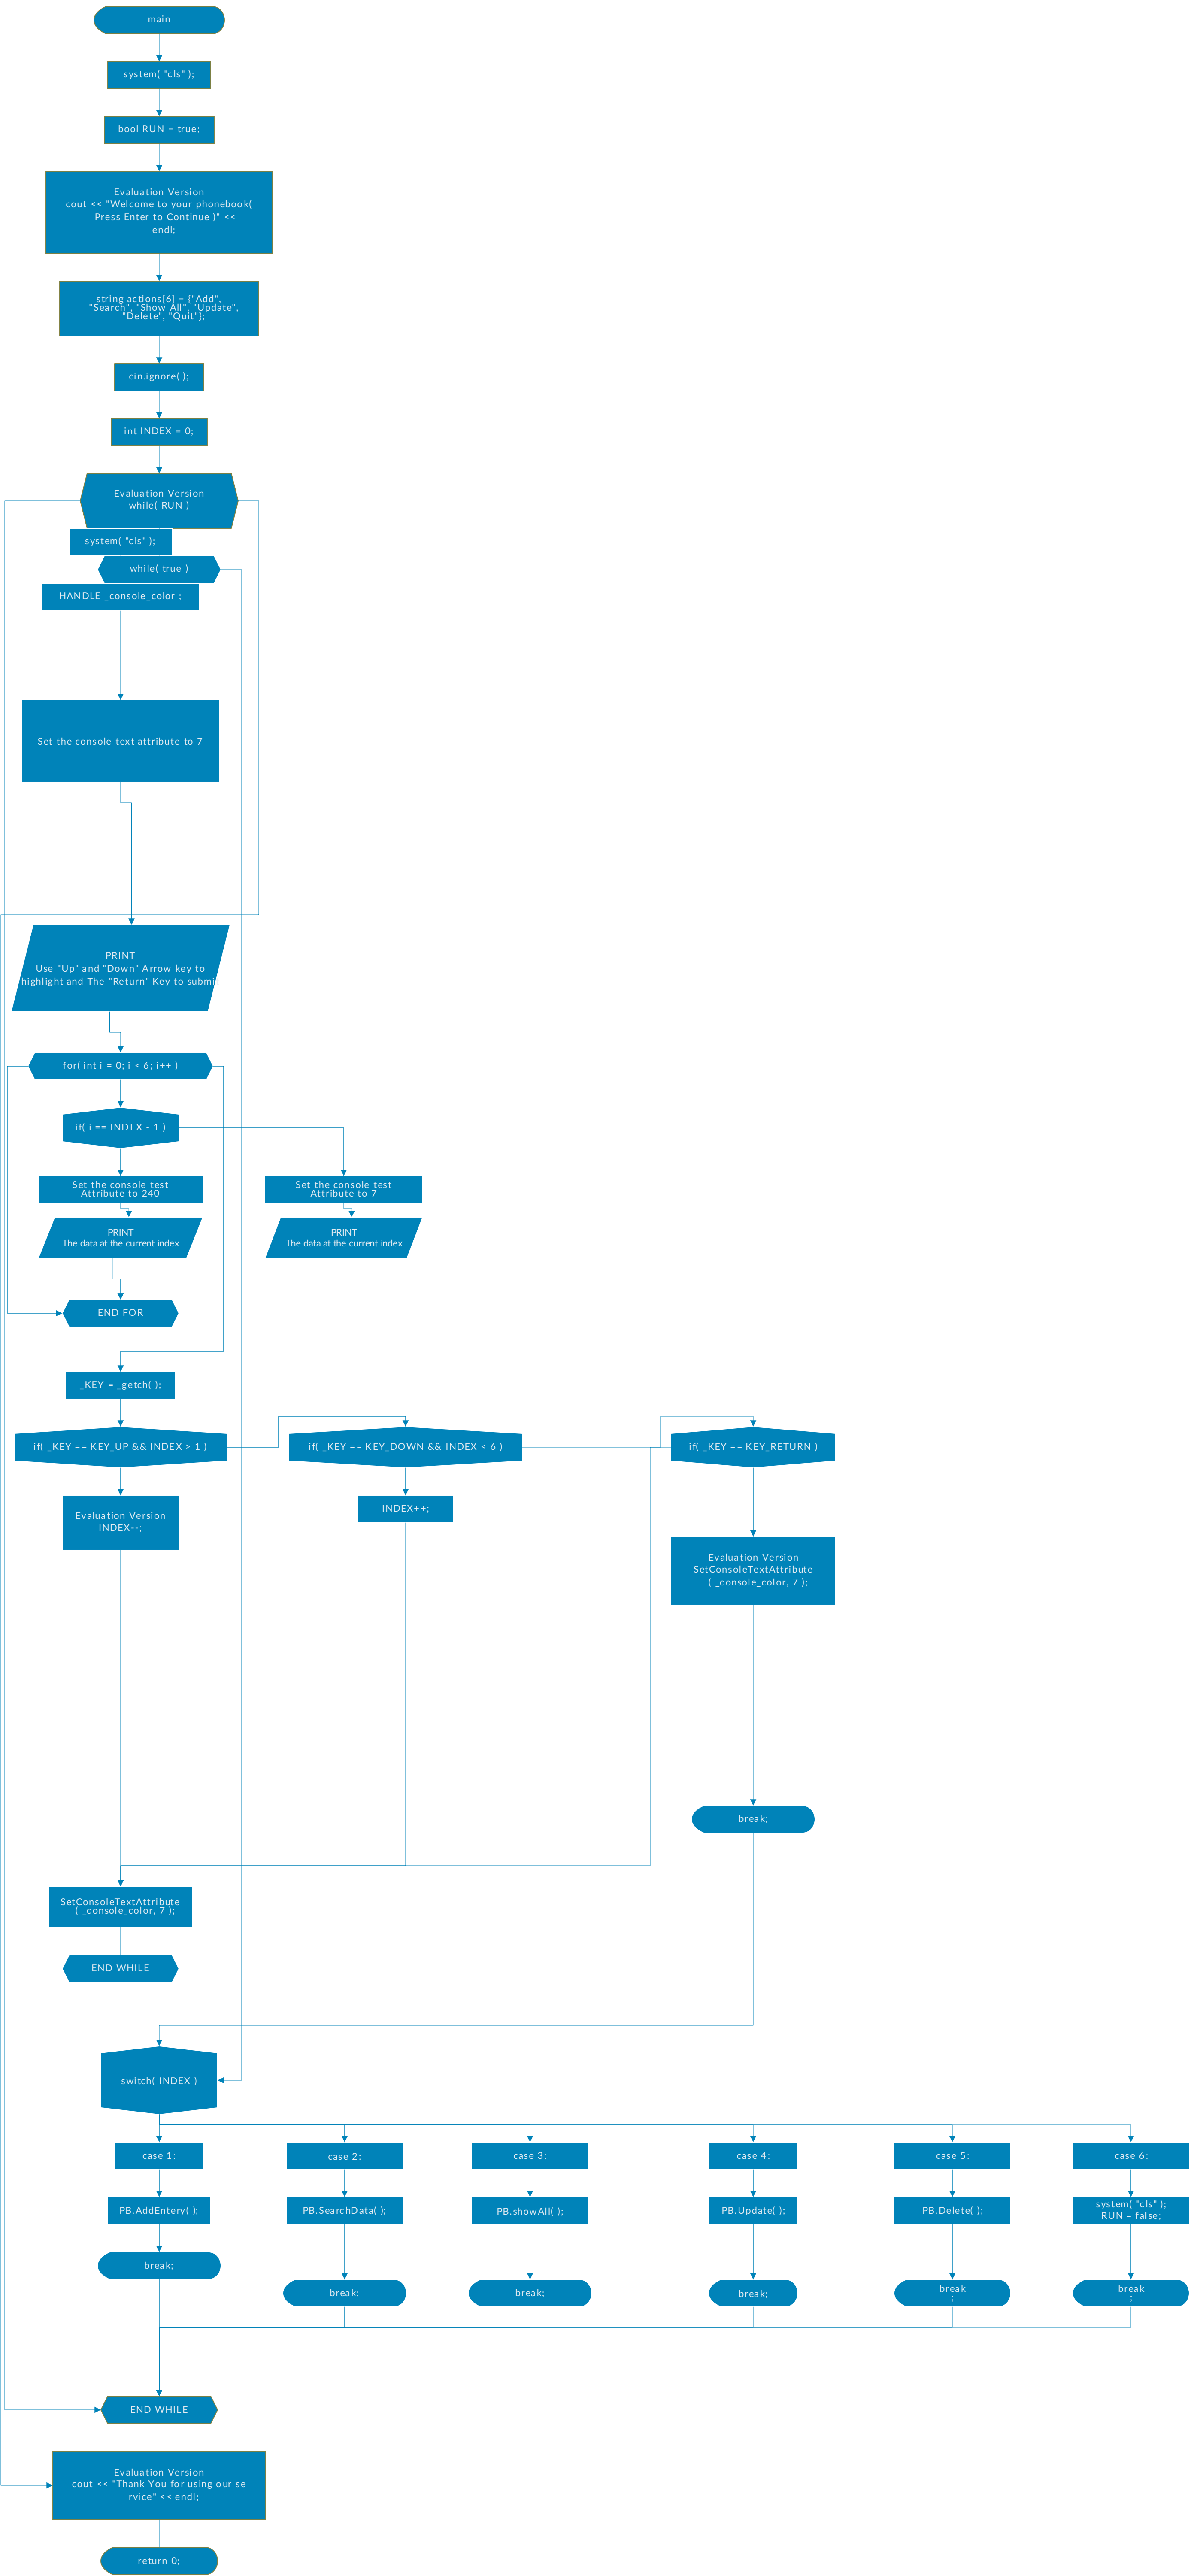 main
system( "cls" );
bool RUN = true;
Evaluation Version
cout << "Welcome to your phonebook(
Press Enter to Continue )" <<
endl;
string actions[6] = {"Add",
"Search", "Show All", "Update",
"Delete", "Quit"};
cin.ignore( );
int INDEX = 0;
Evaluation Version
while( RUN )
system( "cls" );
while( true )
HANDLE _console_color ;
Set the console text attribute to 7
PRINT
Use "Up" and "Down" Arrow key to
highlight and The "Return" Key to submi
for( int i = 0; i < 6; i++ )
if( i == INDEX - 1 )
Set the console test
Attribute to 240
Set the console test
Attribute to 7
PRINT
The data at the current index
PRINT
The data at the current index
END FOR
_KEY = _getch( );
if( _KEY == KEY_UP && INDEX > 1 )
if( _KEY == KEY_DOWN && INDEX < 6 )
if( _KEY == KEY_RETURN )
Evaluation Version
INDEX--;
INDEX++;
Evaluation Version
SetConsoleTextAttribute
( _console_color, 7 );
break;
SetConsoleTextAttribute
( _console_color, 7 );
END WHILE
switch( INDEX )
case 1:
case 2:
case 3:
case 4:
case 5:
case 6:
PB.AddEntery( );
PB.SearchData( );
PB.showAll( );
PB.Update( );
PB.Delete( );
system( "cls" );
RUN = false;
break;
break;
break;
break;
break
;
break
;
END WHILE
Evaluation Version
cout << "Thank You for using our se
rvice" << endl;
return 0;